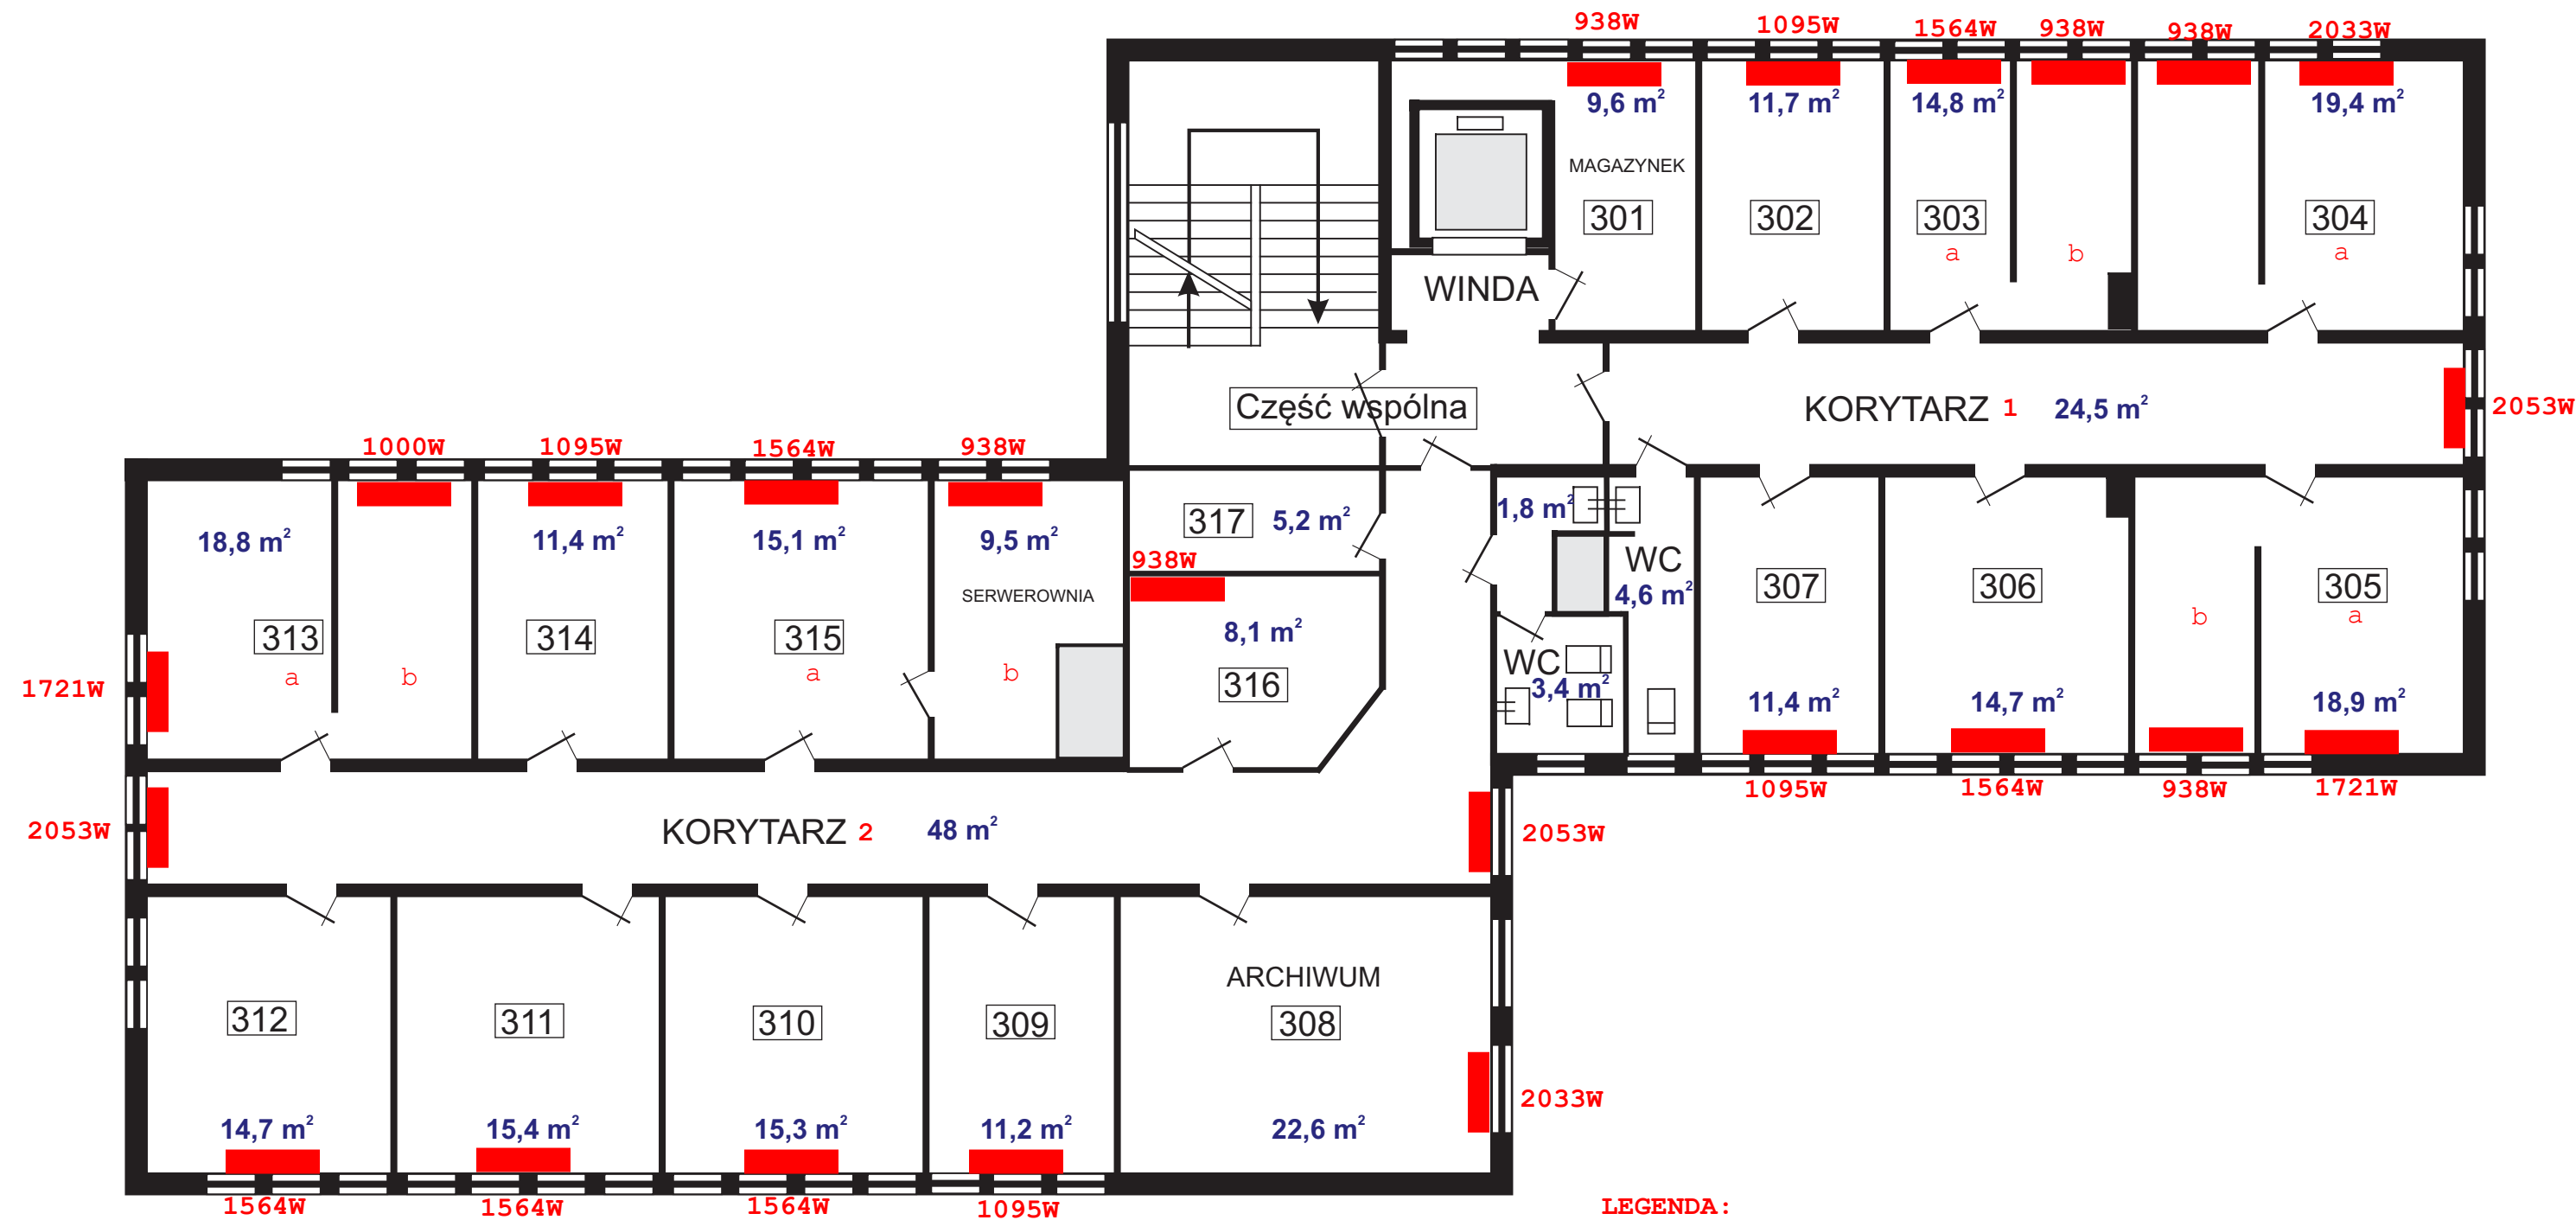 938W
1095W
1564W
938W
938W
2033W
9,6 m²
11,7 m²
14,8 m²
19,4 m²
MAGAZYNEK
301
302
303
304
a
b
a
WINDA
Część wspólna
KORYTARZ 1 24,5 m²
2053W
1000W
1095W
1564W
938W
18,8 m²
11,4 m²
15,1 m²
9,5 m²
317 5,2 m²
1,8 m²
938W
WC
4,6 m²
SERWEROWNIA
307
306
305
b
a
313
314
315
8,1 m²
a
b
a
b
316
WC
3,4 m²
11,4 m²
14,7 m²
18,9 m²
1721W
1095W
1564W
938W
1721W
2053W
KORYTARZ 2 48 m²
2053W
ARCHIWUM
312
311
310
309
308
2033W
14,7 m²
15,4 m²
15,3 m²
11,2 m²
22,6 m²
1564W
1564W
1564W
1095W
LEGENDA: